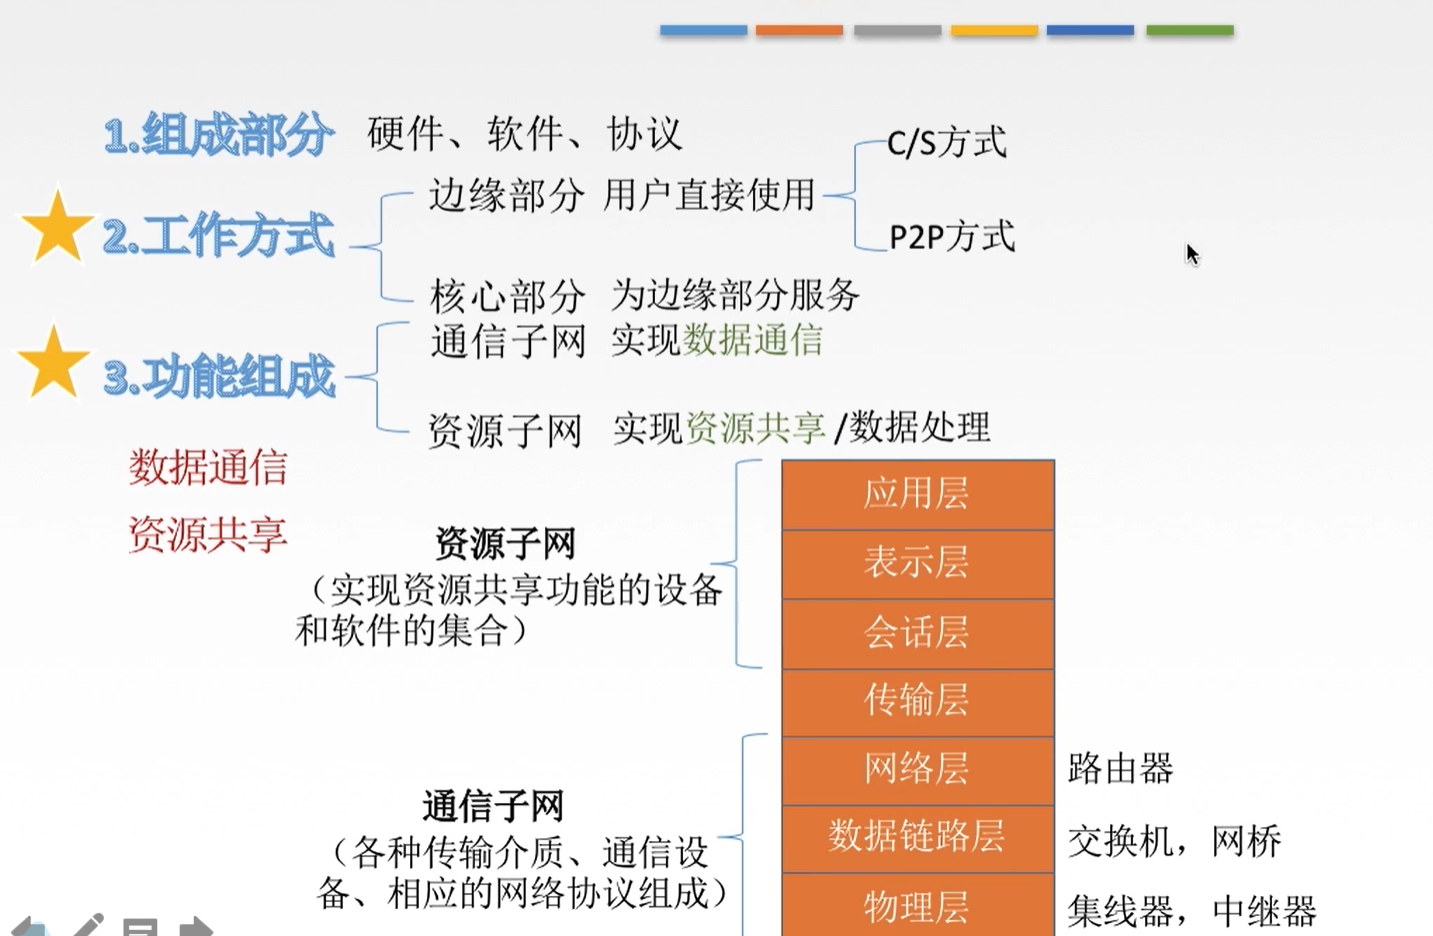 1.组成部分 硬件、软件、协议
C/S方式
边缘部分 用户直接使用
2.工作方式
P2P方式
核心部分 为边缘部分服务
通信子网 实现数据通信
3.功能组成
资源子网 实现资源共享/数据处理
数据通信
资源共享
资源子网
（实现资源共享功能的设备
和软件的集合）
应用层
表示层
会话层
传输层
网络层 路由器
通信子网
（各种传输介质、通信设
备、相应的网络协议组成）
数据链路层 交换机，网桥
物理层 集线器，中继器